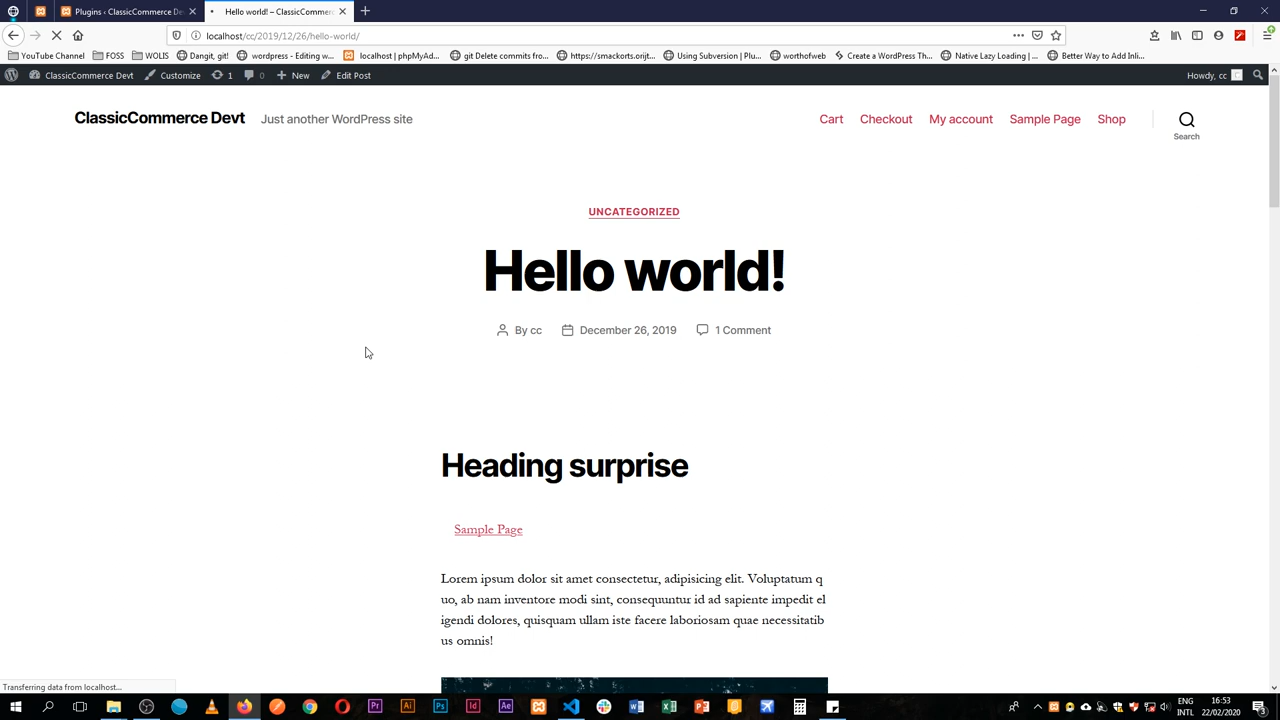 Plugins ‹ ClassicCommerce De
Hello world! – ClassicCommerc
localhost/cc/2019/12/26/hello-world/
YouTube Channel
FOSS
WOLIS
Dangit, git!
wordpress - Editing w...
localhost | phpMyAd...
git Delete commits fro...
https://smackorts.orijt...
Using Subversion | Plu...
worthofweb
Create a WordPress Th...
Native Lazy Loading | ...
Better Way to Add Inli...
ClassicCommerce Devt
Customize
1
0
New
Edit Post
Howdy, cc
ClassicCommerce Devt
Just another WordPress site
Cart
Checkout
My account
Sample Page
Shop
Search
UNCATEGORIZED
Hello world!
By cc
December 26, 2019
1 Comment
Heading surprise
Sample Page
Lorem ipsum dolor sit amet consectetur, adipisicing elit. Voluptatum q
uo, ab nam inventore modi sint, consequuntur id ad sapiente impedit el
igendi dolores, quisquam ullam iste facere laboriosam quae necessitatib
us omnis!
Transferring data from localhost...
ENG
INTL
16:53
22/02/2020
3